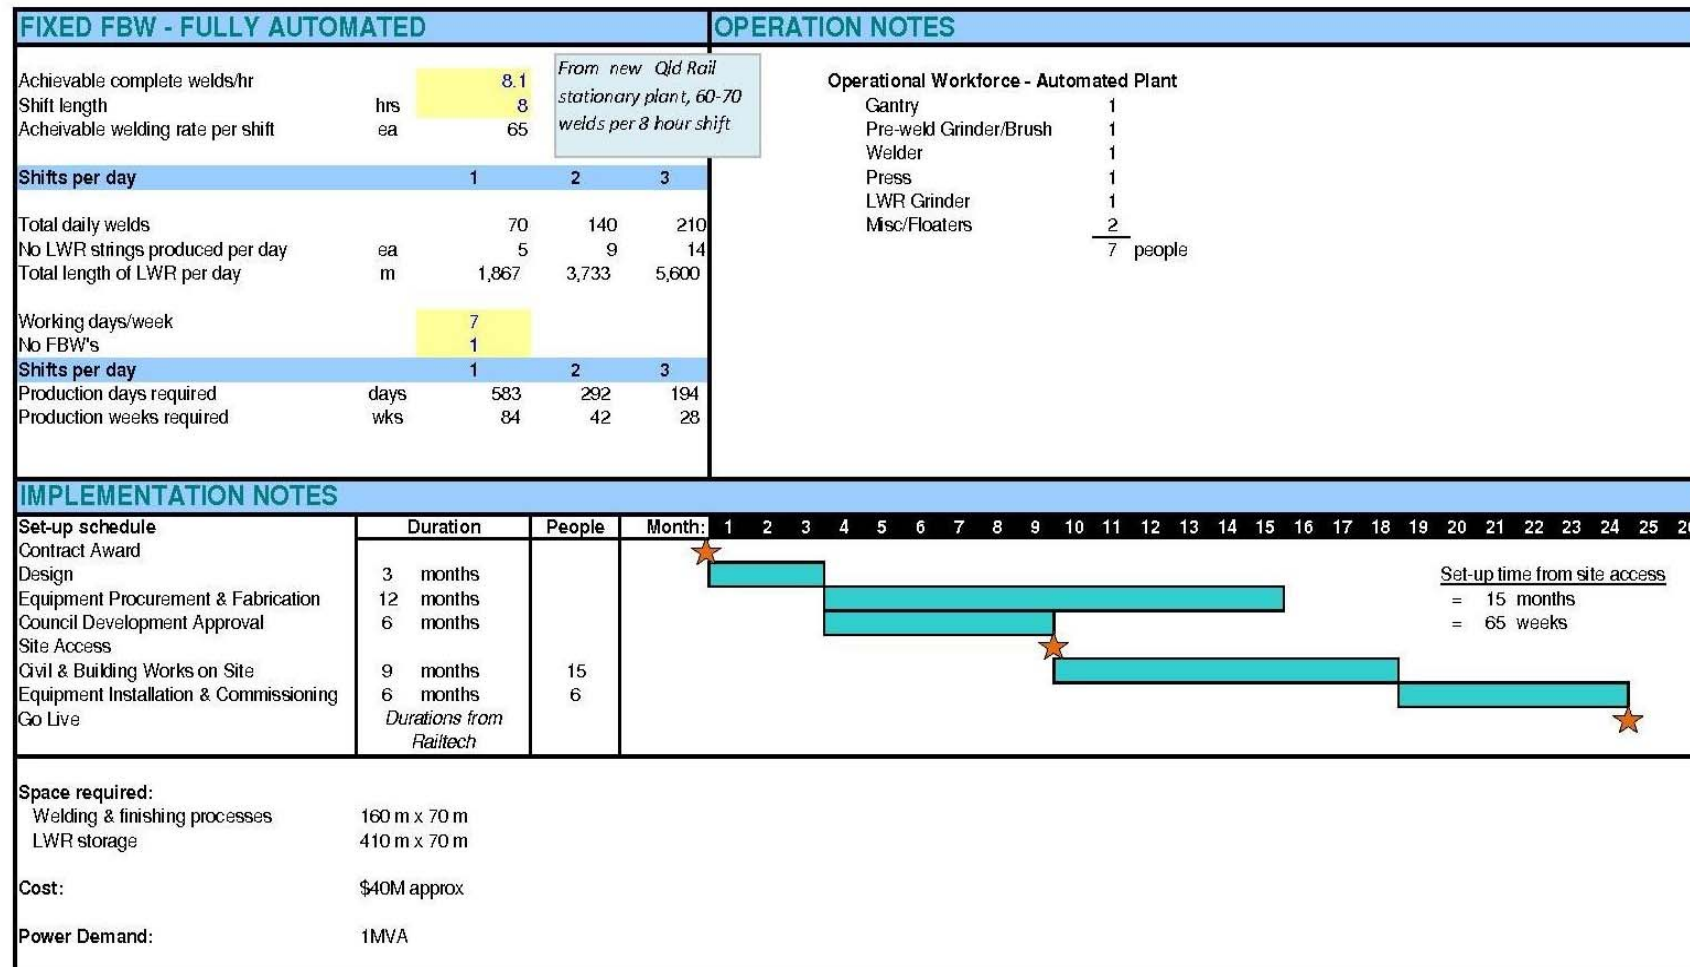 FIXED FBW - FULLY AUTOMATED
OPERATION NOTES
Achievable complete welds/hr 8.1
Shift length hrs 8
Acheivable welding rate per shift ea 65
From new Qld Rail
stationary plant, 60-70
welds per 8 hour shift
Shifts per day 1 2 3
Total daily welds 70 140 210
No LWR strings produced per day ea 5 9 14
Total length of LWR per day m 1,867 3,733 5,600
Working days/week 7
No FBW's 1
Shifts per day 1 2 3
Production days required days 583 292 194
Production weeks required wks 84 42 28
Operational Workforce - Automated Plant
Gantry 1
Pre-weld Grinder/Brush 1
Welder 1
Press 1
LWR Grinder 1
Misc/Floaters 2
7 people
IMPLEMENTATION NOTES
Set-up schedule Duration People Month: 1 2 3 4 5 6 7 8 9 10 11 12 13 14 15 16 17 18 19 20 21 22 23 24 25
Contract Award
Design 3 months
Equipment Procurement & Fabrication 12 months
Council Development Approval 6 months
Site Access
Civil & Building Works on Site 9 months 15
Equipment Installation & Commissioning 6 months 6
Go Live Durations from
Railtech
Set-up time from site access
= 15 months
= 65 weeks
Space required:
Welding & finishing processes 160 m x 70 m
LWR storage 410 m x 70 m
Cost: $40M approx
Power Demand: 1MVA